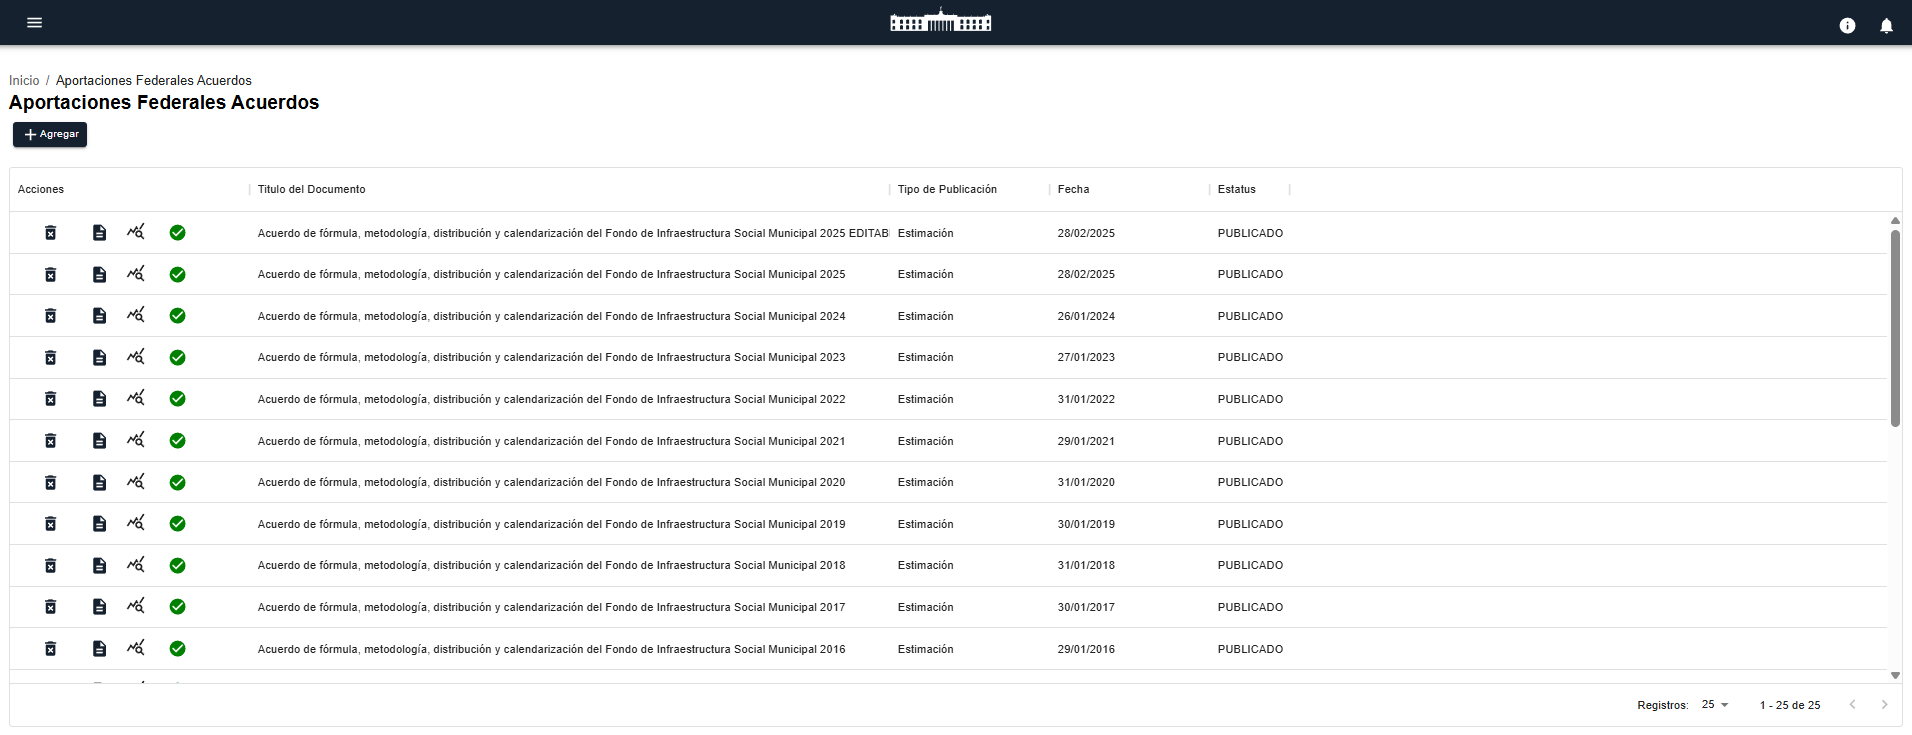 Inicio / Aportaciones Federales Acuerdos
Aportaciones Federales Acuerdos
Agregar
Acciones Titulo del Documento Tipo de Publicación Fecha Estatus
Acuerdo de fórmula, metodología, distribución y calendarización del Fondo de Infraestructura Social Municipal 2025 EDITAB Estimación 28/02/2025 PUBLICADO
Acuerdo de fórmula, metodología, distribución y calendarización del Fondo de Infraestructura Social Municipal 2025 Estimación 28/02/2025 PUBLICADO
Acuerdo de fórmula, metodología, distribución y calendarización del Fondo de Infraestructura Social Municipal 2024 Estimación 26/01/2024 PUBLICADO
Acuerdo de fórmula, metodología, distribución y calendarización del Fondo de Infraestructura Social Municipal 2023 Estimación 27/01/2023 PUBLICADO
Acuerdo de fórmula, metodología, distribución y calendarización del Fondo de Infraestructura Social Municipal 2022 Estimación 31/01/2022 PUBLICADO
Acuerdo de fórmula, metodología, distribución y calendarización del Fondo de Infraestructura Social Municipal 2021 Estimación 29/01/2021 PUBLICADO
Acuerdo de fórmula, metodología, distribución y calendarización del Fondo de Infraestructura Social Municipal 2020 Estimación 31/01/2020 PUBLICADO
Acuerdo de fórmula, metodología, distribución y calendarización del Fondo de Infraestructura Social Municipal 2019 Estimación 30/01/2019 PUBLICADO
Acuerdo de fórmula, metodología, distribución y calendarización del Fondo de Infraestructura Social Municipal 2018 Estimación 31/01/2018 PUBLICADO
Acuerdo de fórmula, metodología, distribución y calendarización del Fondo de Infraestructura Social Municipal 2017 Estimación 30/01/2017 PUBLICADO
Acuerdo de fórmula, metodología, distribución y calendarización del Fondo de Infraestructura Social Municipal 2016 Estimación 29/01/2016 PUBLICADO
Registros: 25 1 - 25 de 25